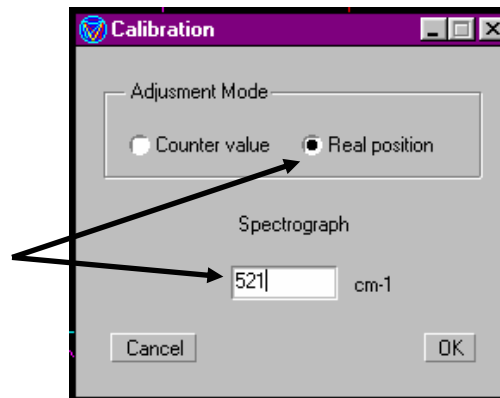 Calibration
Adjusment Mode
Counter value Real position
Spectrograph
521 cm-1
Cancel OK